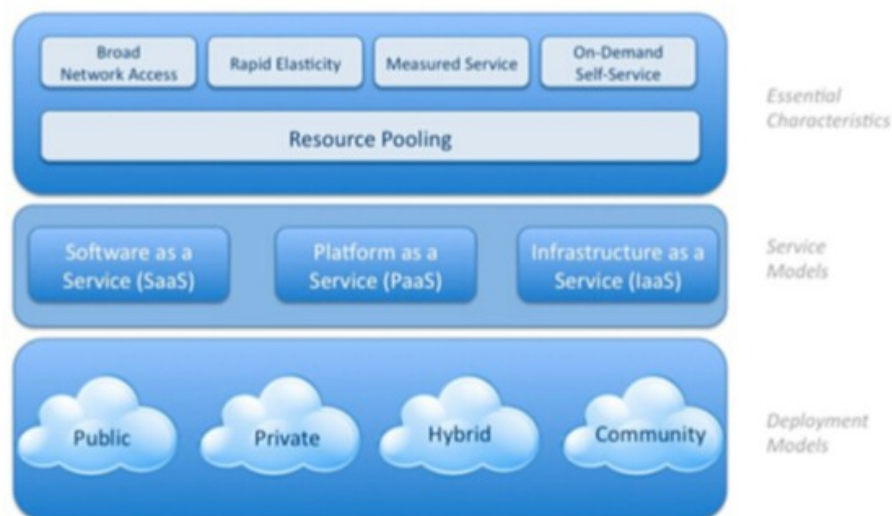 Broad
Network Access
Rapid Elasticity
Measured Service
On-Demand
Self-Service
Resource Pooling
Essential
Characteristics
Software as a
Service (SaaS)
Platform as a
Service (PaaS)
Infrastructure as a
Service (IaaS)
Service
Models
Public
Private
Hybrid
Community
Deployment
Models